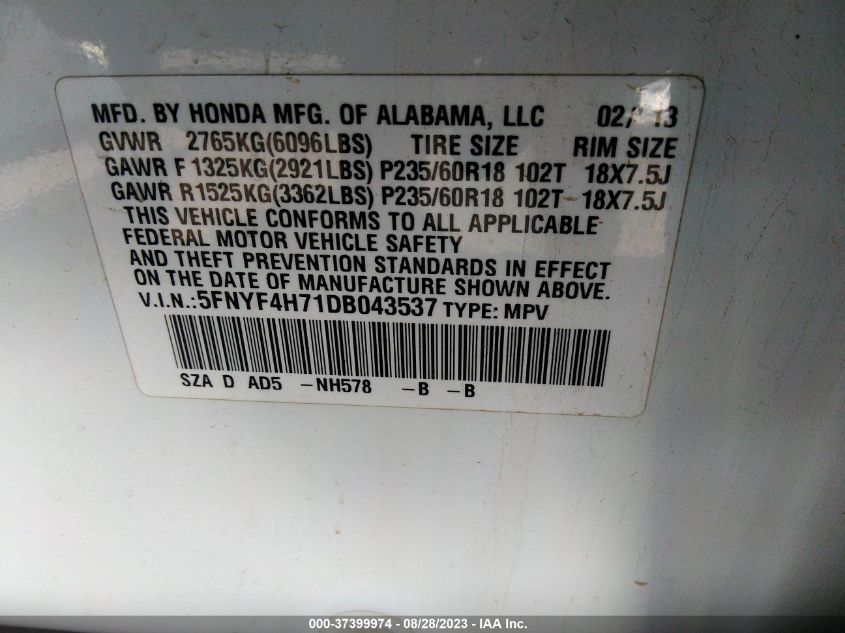 MFD. BY HONDA MFG. OF ALABAMA, LLC 02/13
GVWR 2765KG(6096LBS) TIRE SIZE RIM SIZE
GAWR F 1325KG(2921LBS) P235/60R18 102T 18X7.5J
GAWR R1525KG(3362LBS) P235/60R18 102T 18X7.5J
THIS VEHICLE CONFORMS TO ALL APPLICABLE
FEDERAL MOTOR VEHICLE SAFETY
AND THEFT PREVENTION STANDARDS IN EFFECT
ON THE DATE OF MANUFACTURE SHOWN ABOVE.
V.I.N.:5FNYF4H71DB043537 TYPE: MPV
SZA D AD5 -NH578 -B -B
000-37399974 - 08/28/2023 - IAA Inc.